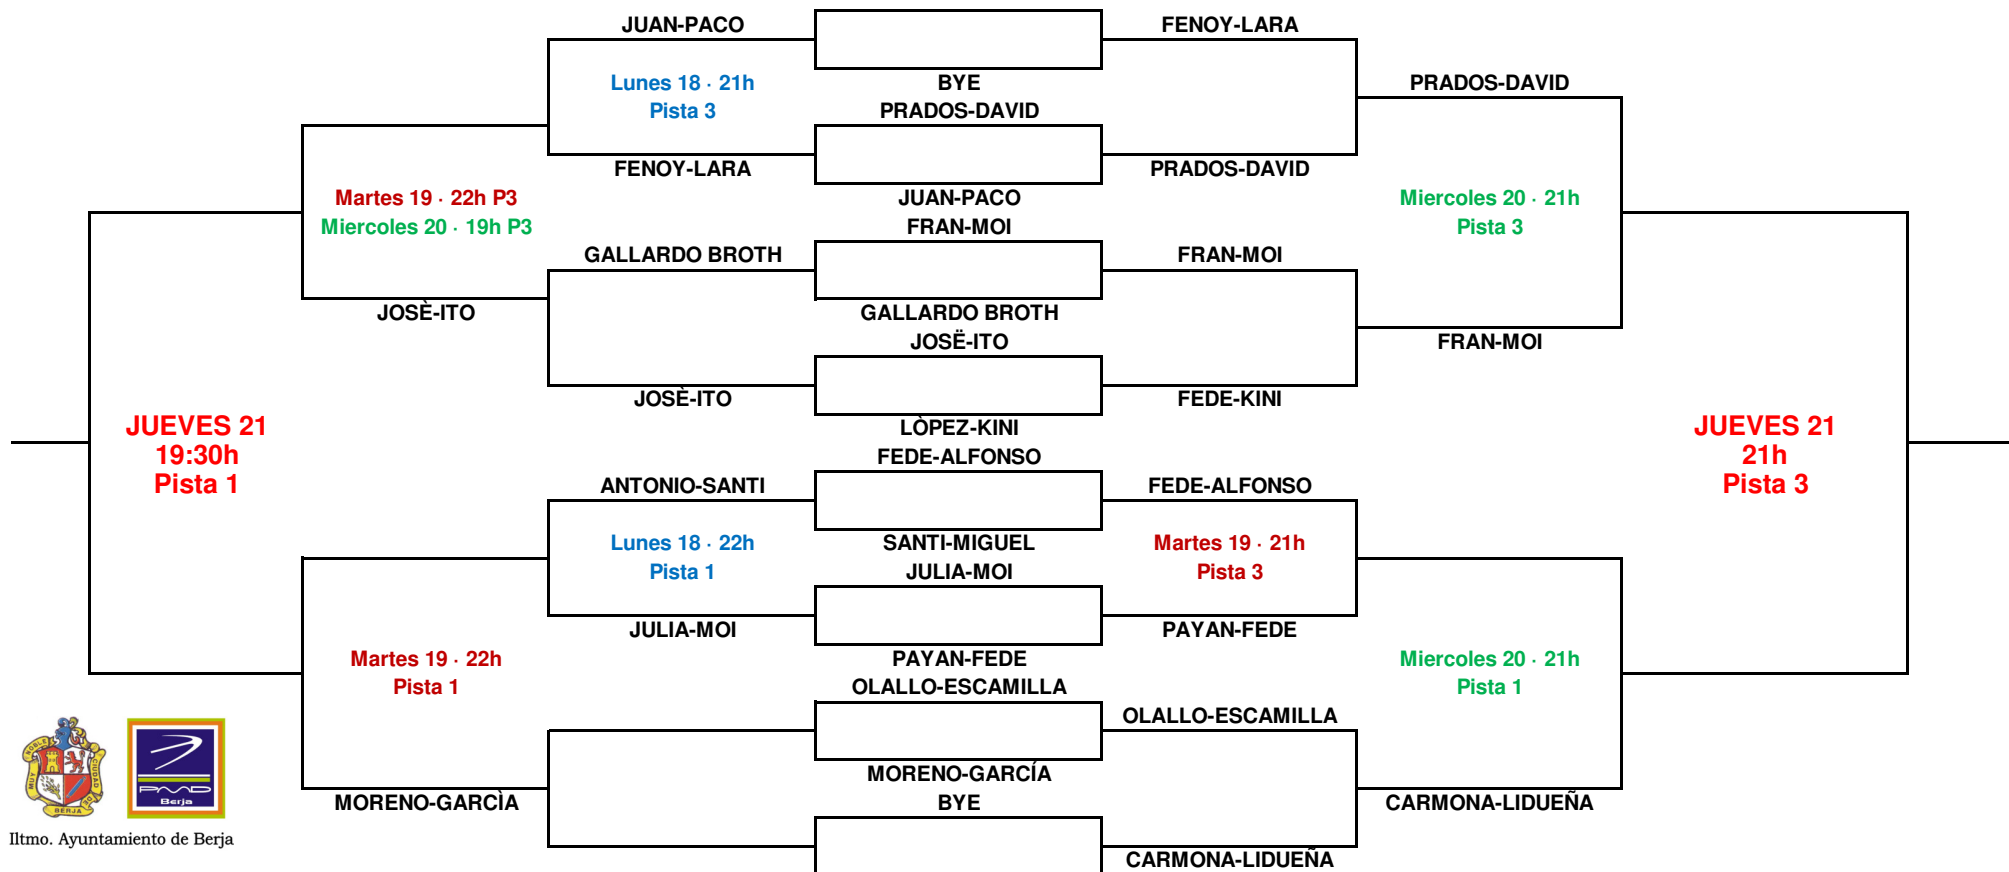 JUAN-PACO
FENOY-LARA
Lunes 18 · 21h
Pista 3
BYE
PRADOS-DAVID
PRADOS-DAVID
FENOY-LARA
PRADOS-DAVID
Martes 19 · 22h P3
Miercoles 20 · 19h P3
JUAN-PACO
FRAN-MOI
Miercoles 20 · 21h
Pista 3
GALLARDO BROTH
FRAN-MOI
JOSÈ-ITO
GALLARDO BROTH
JOSË-ITO
FRAN-MOI
JOSÈ-ITO
FEDE-KINI
JUEVES 21
19:30h
Pista 1
LÒPEZ-KINI
FEDE-ALFONSO
JUEVES 21
21h
Pista 3
ANTONIO-SANTI
FEDE-ALFONSO
Lunes 18 · 22h
Pista 1
SANTI-MIGUEL
JULIA-MOI
Martes 19 · 21h
Pista 3
JULIA-MOI
PAYAN-FEDE
Martes 19 · 22h
Pista 1
PAYAN-FEDE
OLALLO-ESCAMILLA
Miercoles 20 · 21h
Pista 1
OLALLO-ESCAMILLA
MORENO-GARCÍA
BYE
MORENO-GARCÌA
CARMONA-LIDUEÑA
CARMONA-LIDUEÑA
MUY NOBLE CIUDAD DE BERJA
PMD
Berja
Iltmo. Ayuntamiento de Berja